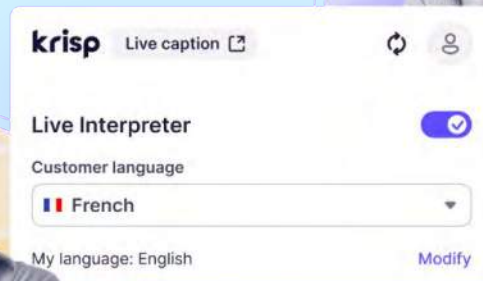 krisp Live caption
Live Interpreter
Customer language
French
My language: English Modify